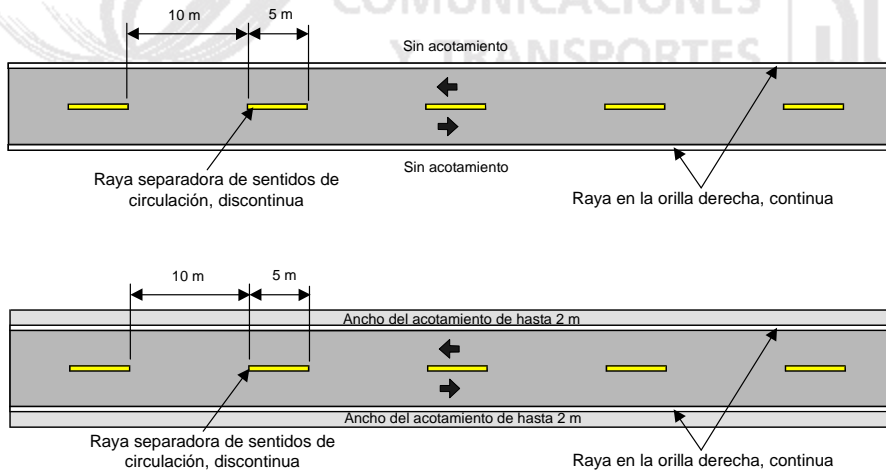 COMUNICACIONES
Y TRANSPORTES
10 m
5 m
Sin acotamiento
Sin acotamiento
Raya separadora de sentidos de
circulación, discontinua
Raya en la orilla derecha, continua
10 m
5 m
Ancho del acotamiento de hasta 2 m
Ancho del acotamiento de hasta 2 m
Raya separadora de sentidos de
circulación, discontinua
Raya en la orilla derecha, continua